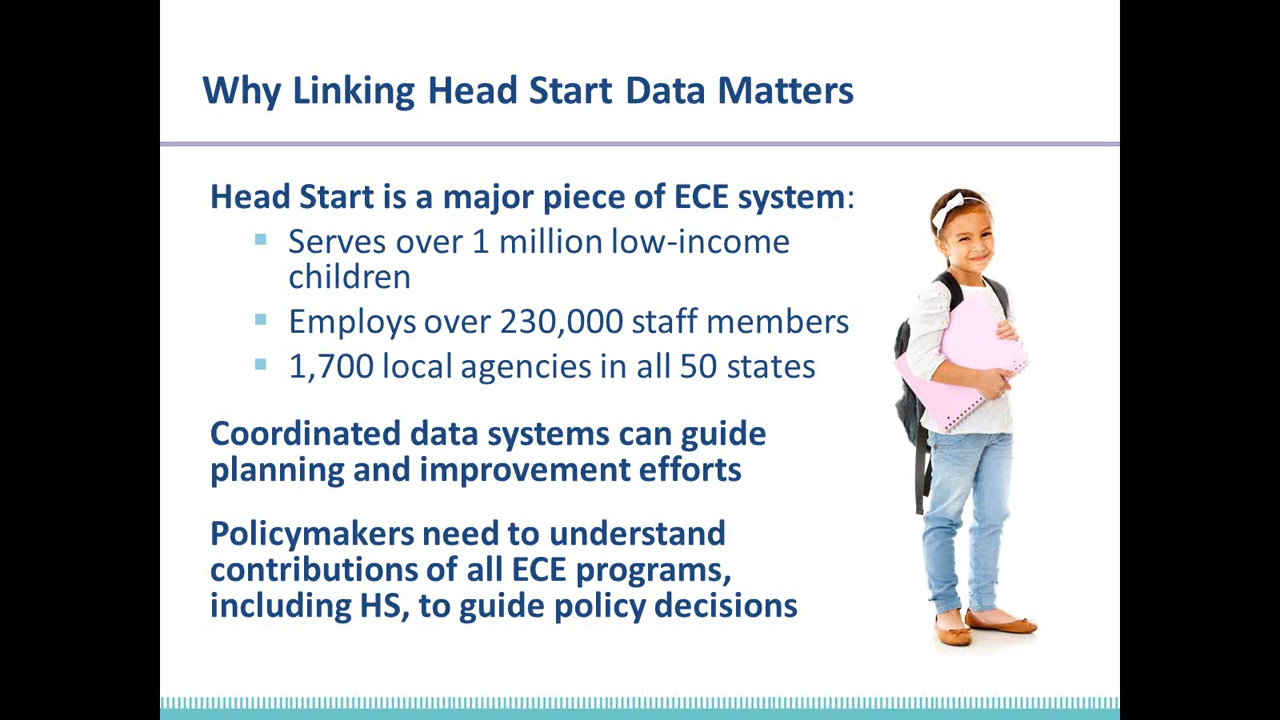 Why Linking Head Start Data Matters
Head Start is a major piece of ECE system:
▪ Serves over 1 million low-income
children
▪ Employs over 230,000 staff members
▪ 1,700 local agencies in all 50 states
Coordinated data systems can guide
planning and improvement efforts
Policymakers need to understand
contributions of all ECE programs,
including HS, to guide policy decisions